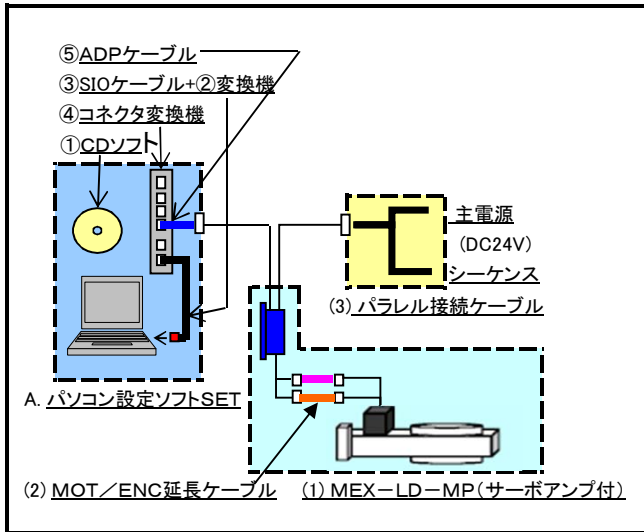 ⑤ADPケーブル
③SIOケーブル+②変換機
④コネクタ変換機
①CDソフト
主電源
(DC24V)
シーケンス
(3) パラレル接続ケーブル
A. パソコン設定ソフトSET
(2) MOT／ENC延長ケーブル
(1) MEX－LD－MP(サーボアンプ付)